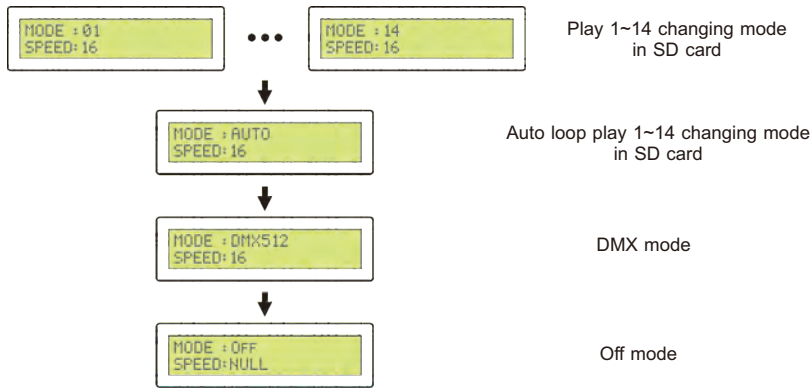 MODE :01
SPEED:16
•••
MODE :14
SPEED:16
Play 1~14 changing mode
in SD card
MODE :AUTO
SPEED:16
Auto loop play 1~14 changing mode
in SD card
MODE :DMX512
SPEED:16
DMX mode
MODE :OFF
SPEED:NULL
Off mode